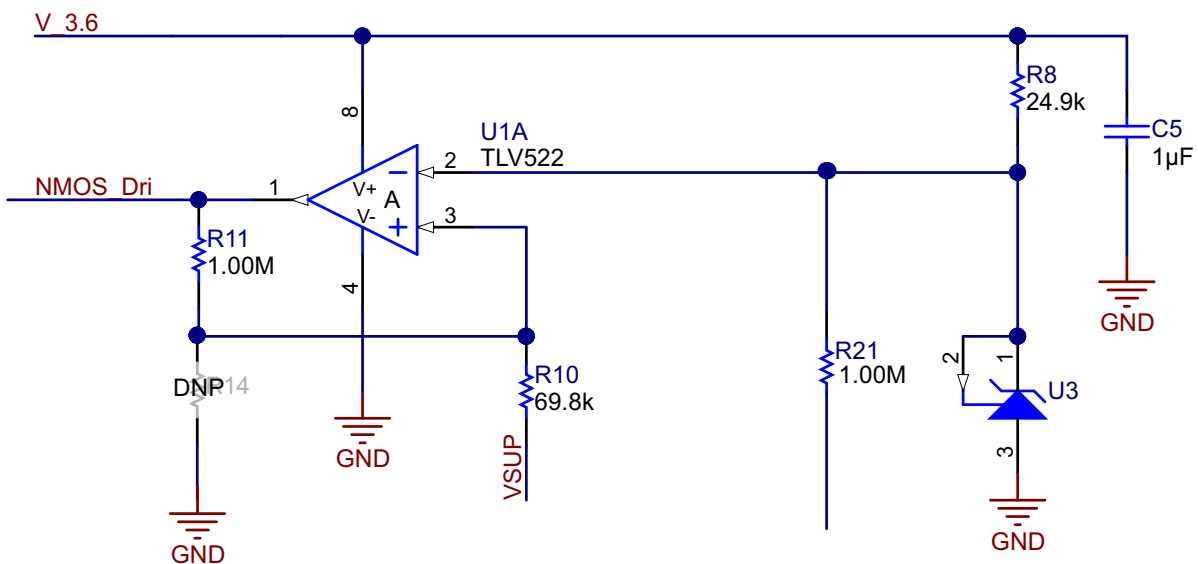 V_3.6
R8
24.9k
C5
1µF
8
U1A
TLV522
2
NMOS_Dri
1
V+
A
V-
3
R11
1.00M
4
GND
R21
1.00M
2
1
U3
R10
69.8k
DNP
R14
GND
VSUP
3
GND
GND